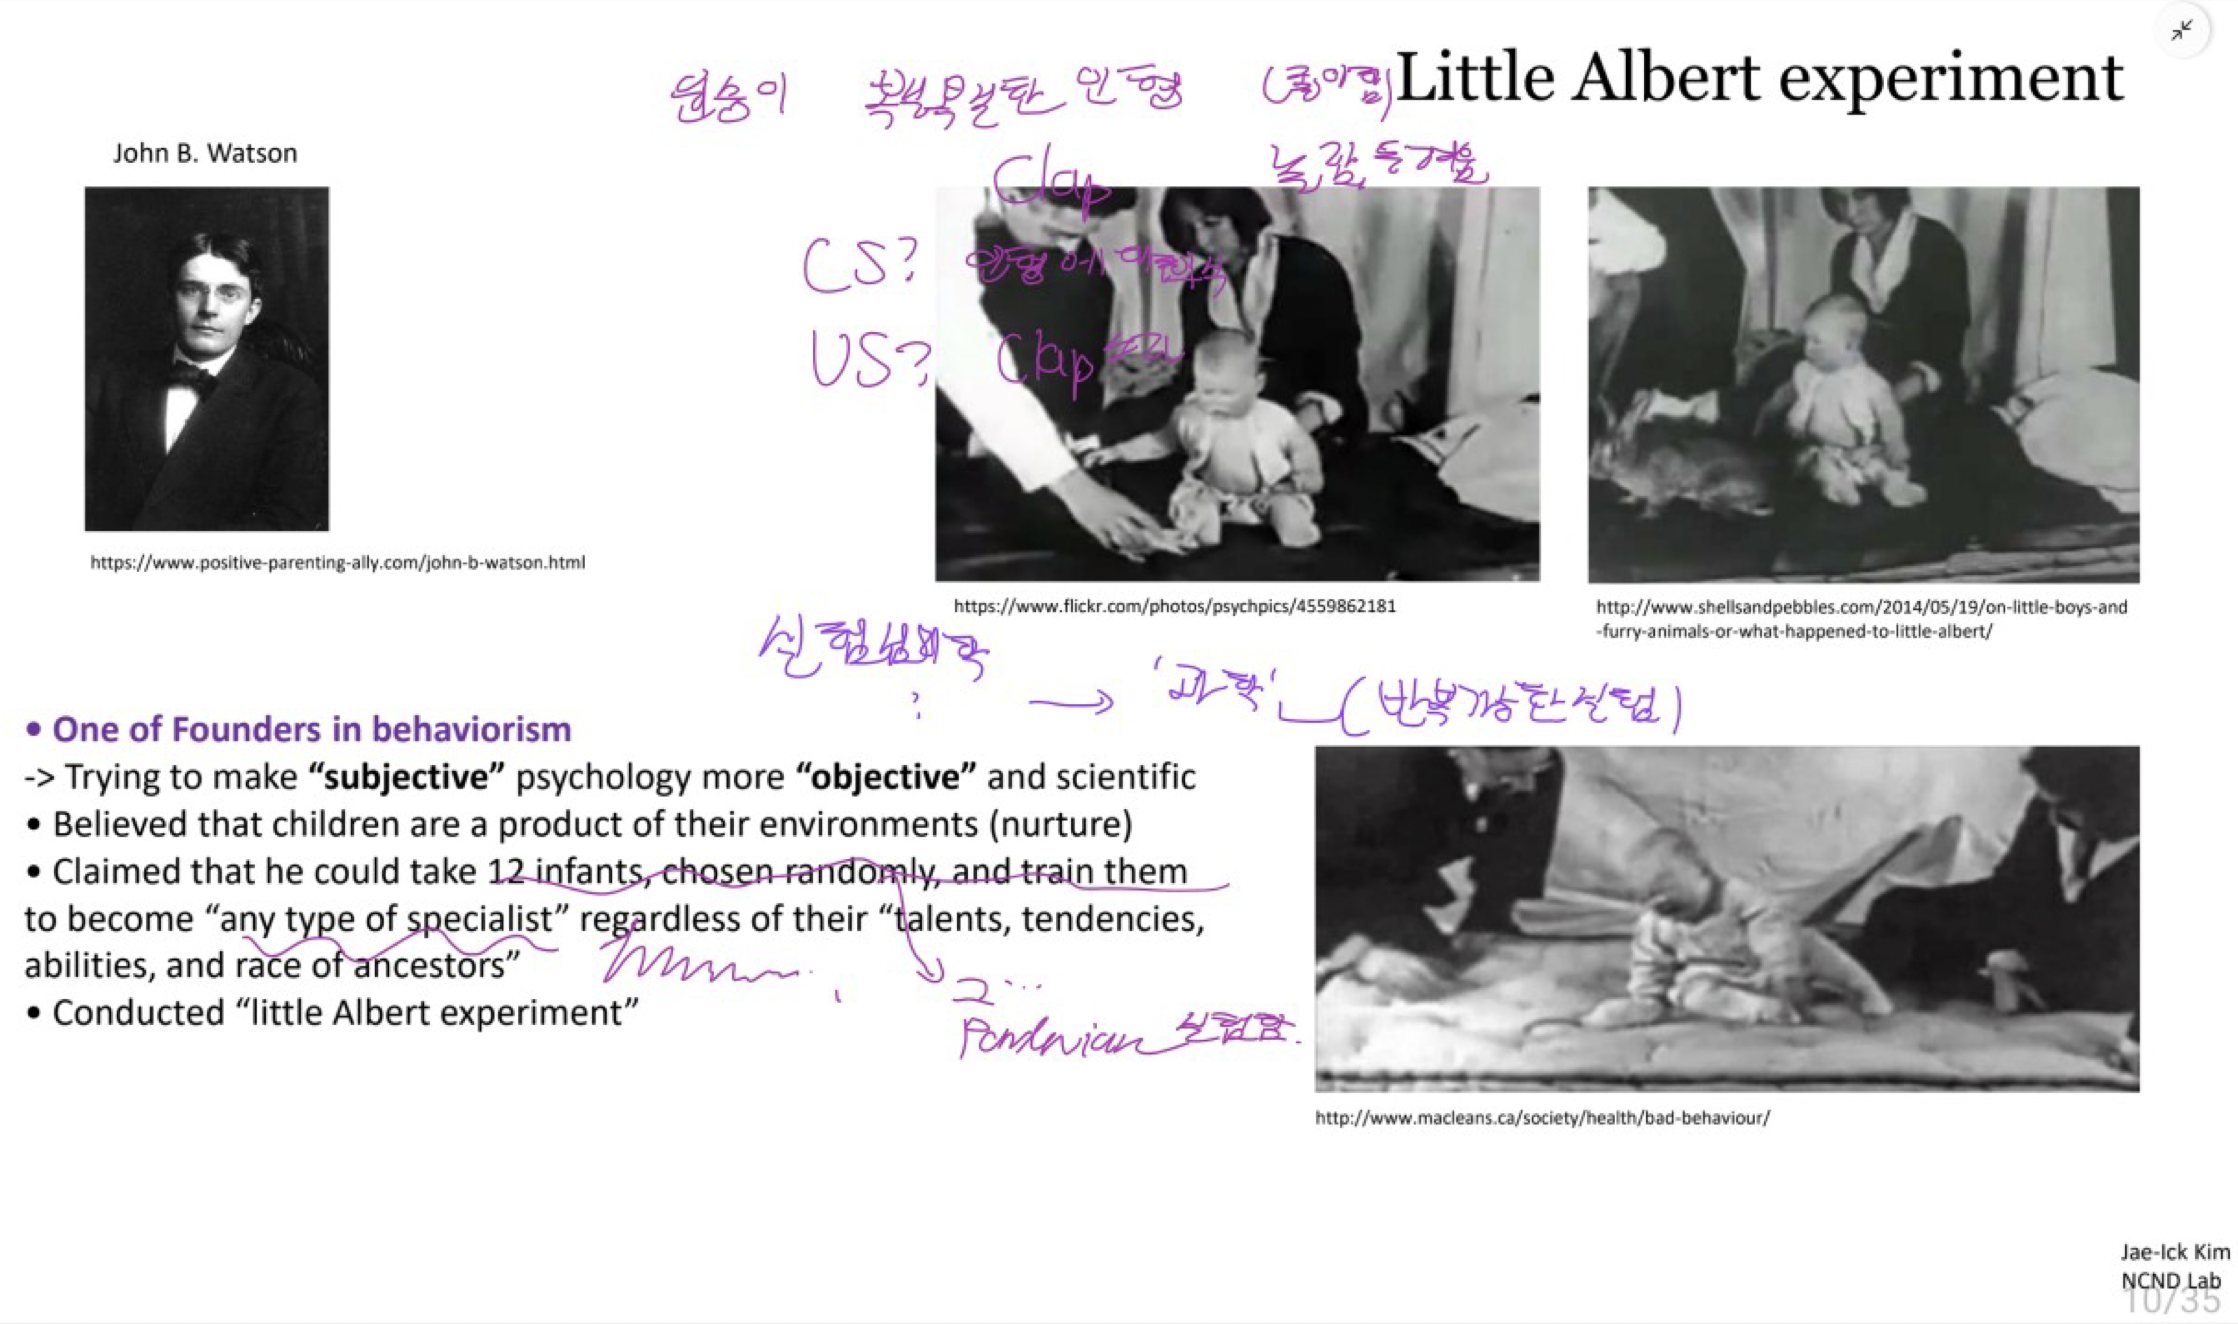 Little Albert experiment
원숭이 복슬복슬한 인형 (좋아함)
Clap 놀람, 두려움
John B. Watson
CS? 인형에
US? Clap 소리
https://www.positive-parenting-ally.com/john-b-watson.html
https://www.flickr.com/photos/psychpics/4559862181
http://www.shellsandpebbles.com/2014/05/19/on-little-boys-and
-furry-animals-or-what-happened-to-little-albert/
실험심리학
? → '과학' (반복가능한 실험)
• One of Founders in behaviorism
-> Trying to make “subjective” psychology more “objective” and scientific
• Believed that children are a product of their environments (nurture)
• Claimed that he could take 12 infants, chosen randomly, and train them
to become “any type of specialist” regardless of their “talents, tendencies,
abilities, and race of ancestors”
• Conducted “little Albert experiment”
그...
실험함.
http://www.macleans.ca/society/health/bad-behaviour/
Jae-Ick Kim
NCND Lab
10/35